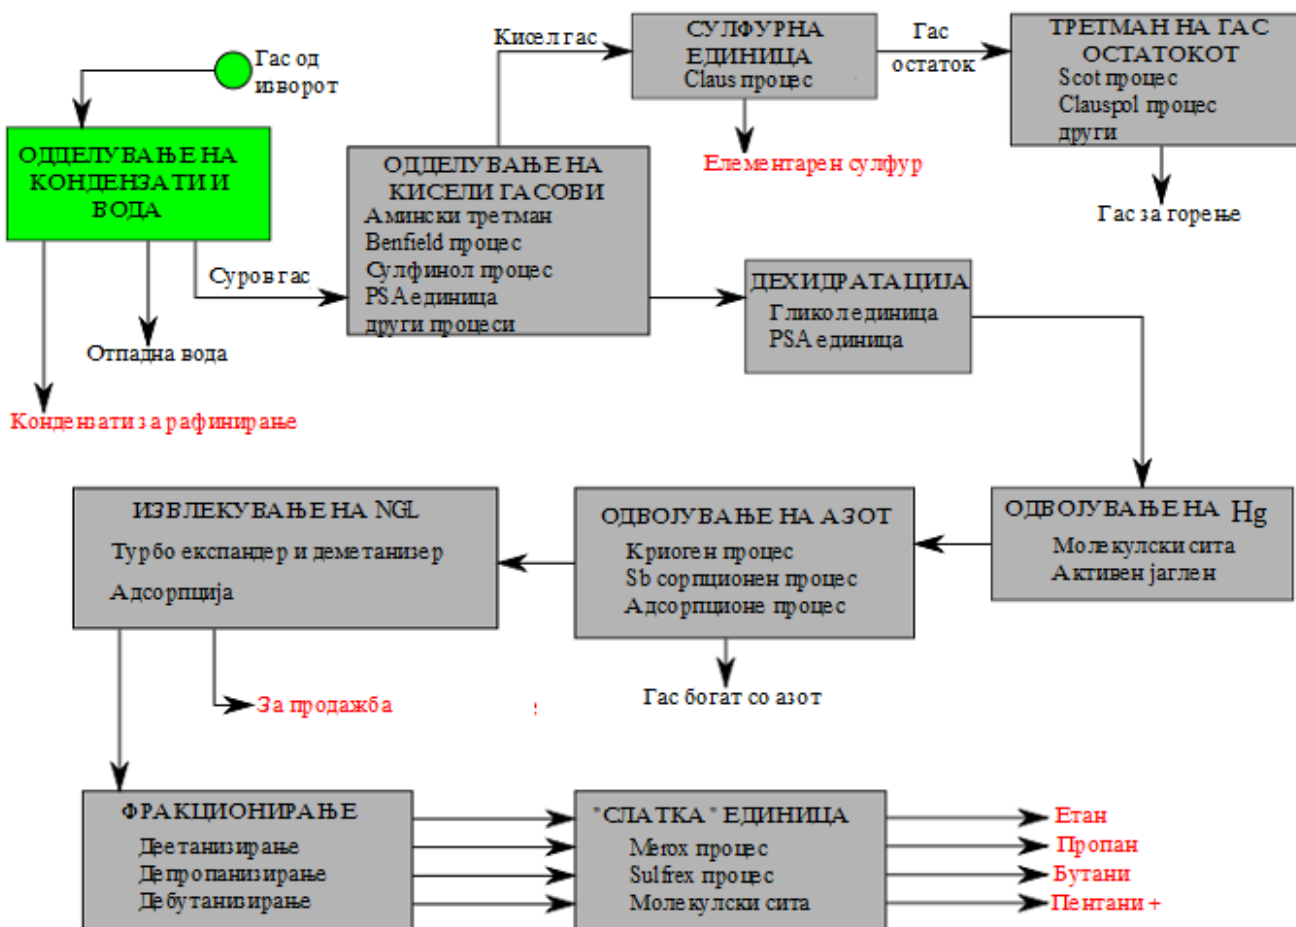 Гас од
изворот
ОДДЕЛУВАЊЕ НА
КОНДЕНЗАТИ И
ВОДА
Суров гас
Отпадна вода
Кондензати за рафинирање
Кисел гас
ОДДЕЛУВАЊЕ НА
КИСЕЛИ ГАСОВИ
Амински третман
Benfield процес
Сулфинол процес
PSA единица
други процеси
СУЛФУРНА
ЕДИНИЦА
Claus процес
Елементарен сулфур
Гас
остаток
ТРЕТМАН НА ГАС
ОСТАТОКОТ
Scot процес
Clauspol процес
други
Гас за горење
ДЕХИДРАТАЦИЈА
Гликол единица
PSA единица
ОДВОЈУВАЊЕ НА Hg
Молекулски сита
Активен јаглен
ОДВОЈУВАЊЕ НА АЗОТ
Криоген процес
Sb сорпционен процес
Адсорпционе процес
Гас богат со азот
ИЗВЛЕКУВАЊЕ НА NGL
Турбо експандер и деметанизер
Адсорпција
За продажба
ФРАКЦИОНИРАЊЕ
Деетанизирање
Депропанизирање
Дебутанизирање
"СЛАТКА" ЕДИНИЦА
Merox процес
Sulfrex процес
Молекулски сита
Етан
Пропан
Бутани
Пентани +